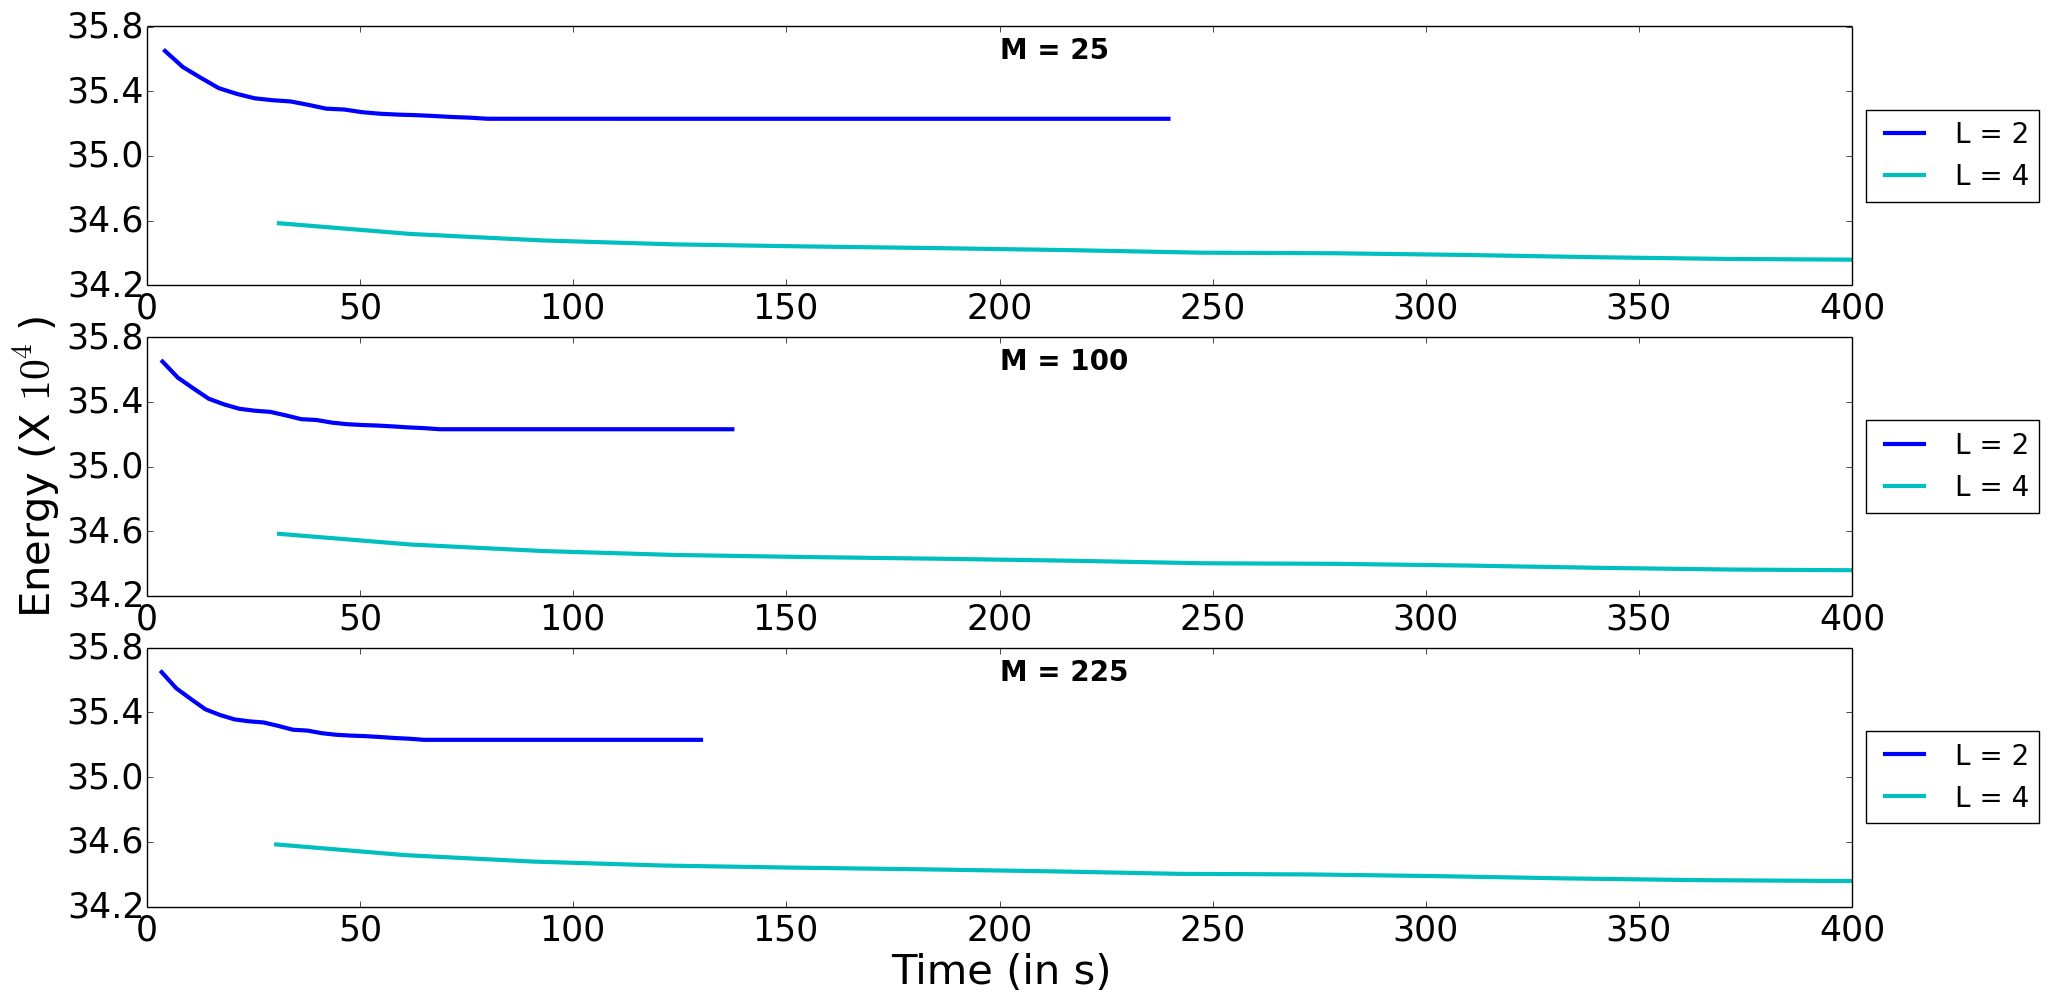 35.8
35.4
35.0
34.6
34.2
M = 25
L = 2
L = 4
0 50 100 150 200 250 300 350 400
35.8
35.4
35.0
34.6
34.2
M = 100
L = 2
L = 4
0 50 100 150 200 250 300 350 400
Energy (X 10^4 )
35.8
35.4
35.0
34.6
34.2
M = 225
L = 2
L = 4
0 50 100 150 200 250 300 350 400
Time (in s)